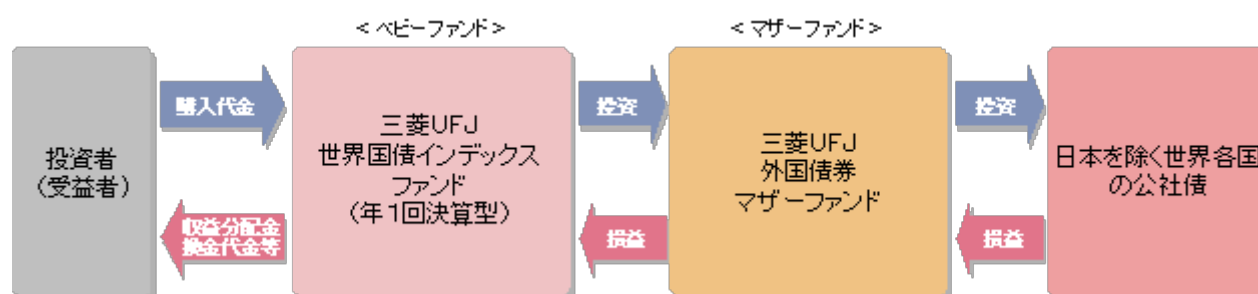 ＜ベビーファンド＞
＜マザーファンド＞
投資者
（受益者）
購入代金
収益分配金
換金代金等
三菱UFJ
世界国債インデックス
ファンド
（年1回決算型）
投資
損益
三菱UFJ
外国債券
マザーファンド
投資
損益
日本を除く世界各国
の公社債